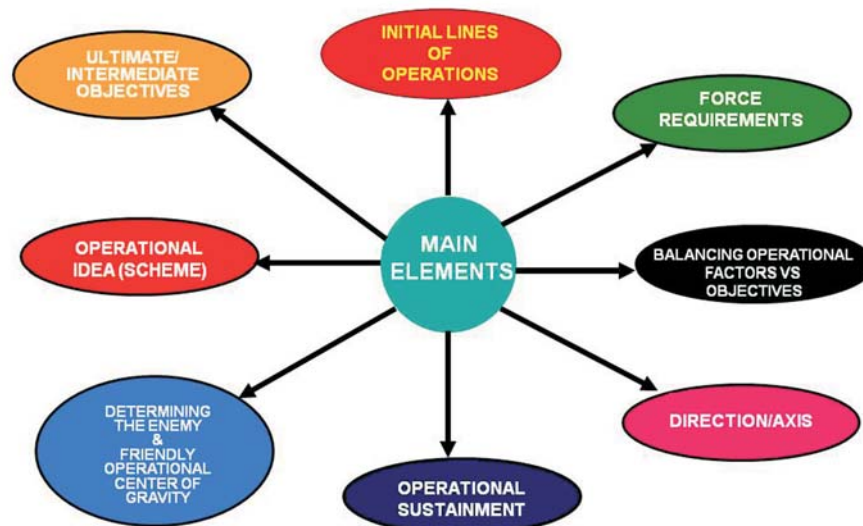 ULTIMATE/
INTERMEDIATE
OBJECTIVES
INITIAL LINES
OF
OPERATIONS
FORCE
REQUIREMENTS
OPERATIONAL
IDEA (SCHEME)
MAIN
ELEMENTS
BALANCING OPERATIONAL
FACTORS VS
OBJECTIVES
DETERMINING
THE ENEMY
&
FRIENDLY
OPERATIONAL
CENTER OF
GRAVITY
OPERATIONAL
SUSTAINMENT
DIRECTION/AXIS